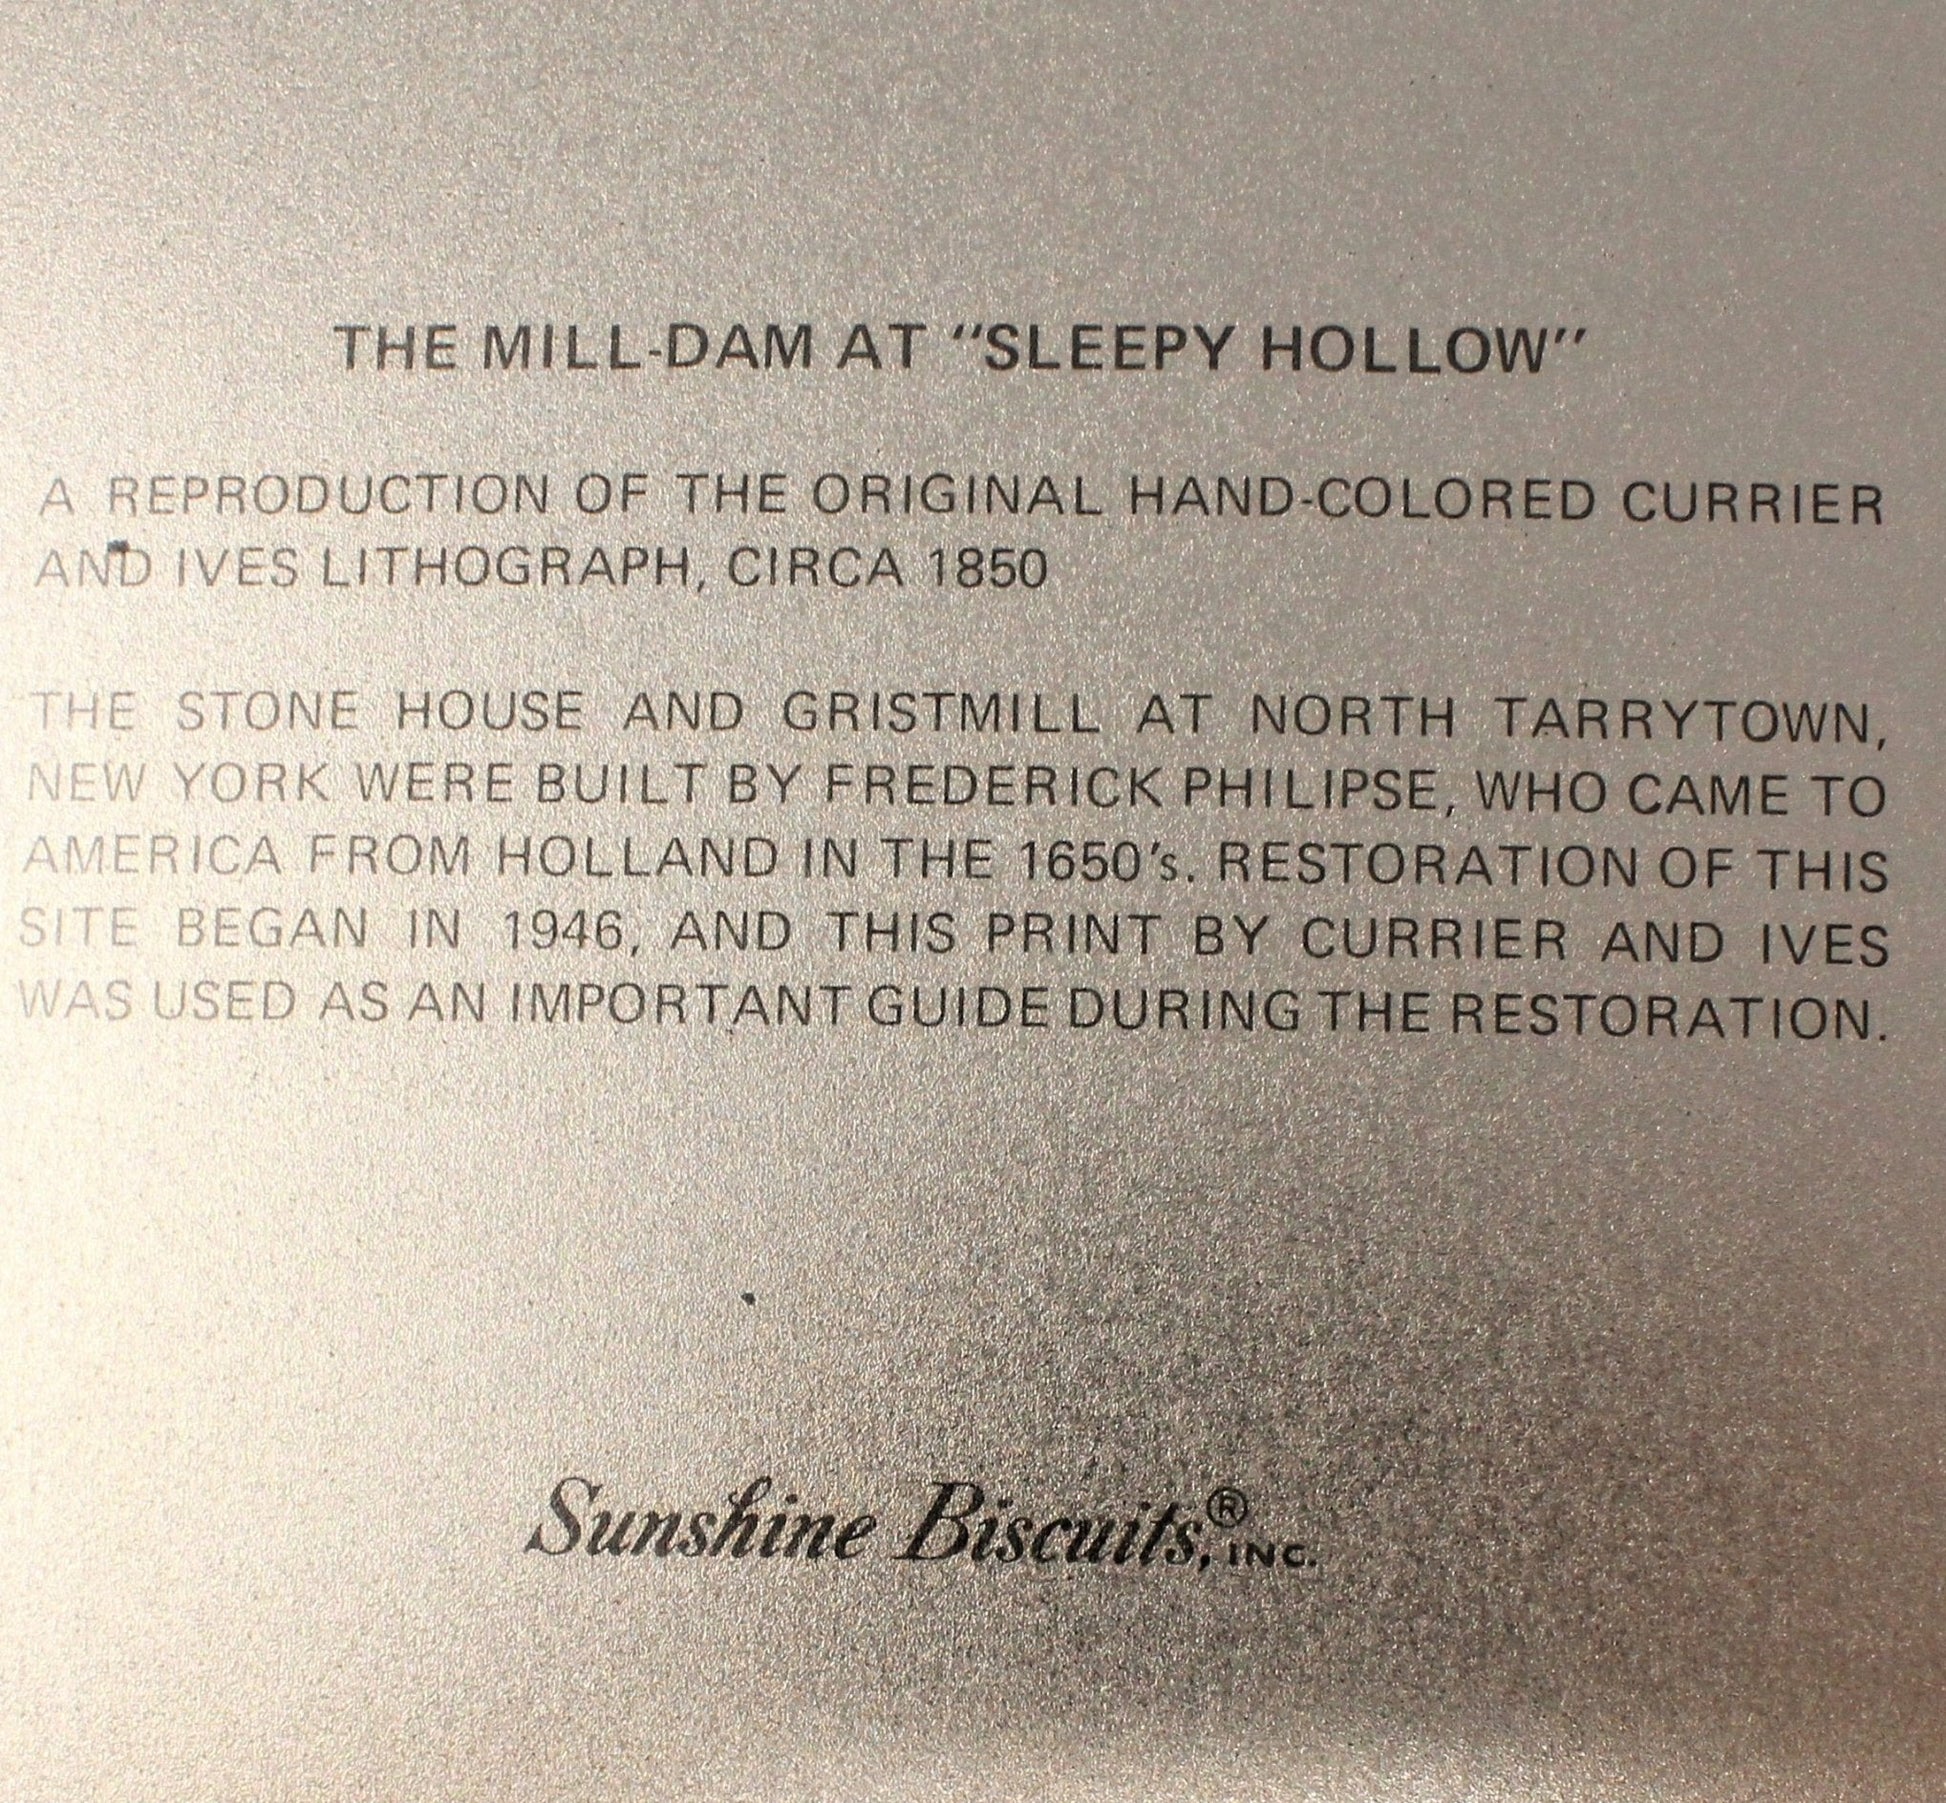 THE MILL-DAM AT "SLEEPY HOLLOW"
A REPRODUCTION OF THE ORIGINAL HAND-COLORED CURRIER
AND IVES LITHOGRAPH, CIRCA 1850
THE STONE HOUSE AND GRISTMILL AT NORTH TARRYTOWN,
NEW YORK WERE BUILT BY FREDERICK PHILIPSE, WHO CAME TO
AMERICA FROM HOLLAND IN THE 1650's. RESTORATION OF THIS
SITE BEGAN IN 1946, AND THIS PRINT BY CURRIER AND IVES
WAS USED AS AN IMPORTANT GUIDE DURING THE RESTORATION.
Sunshine Biscuits,® INC.